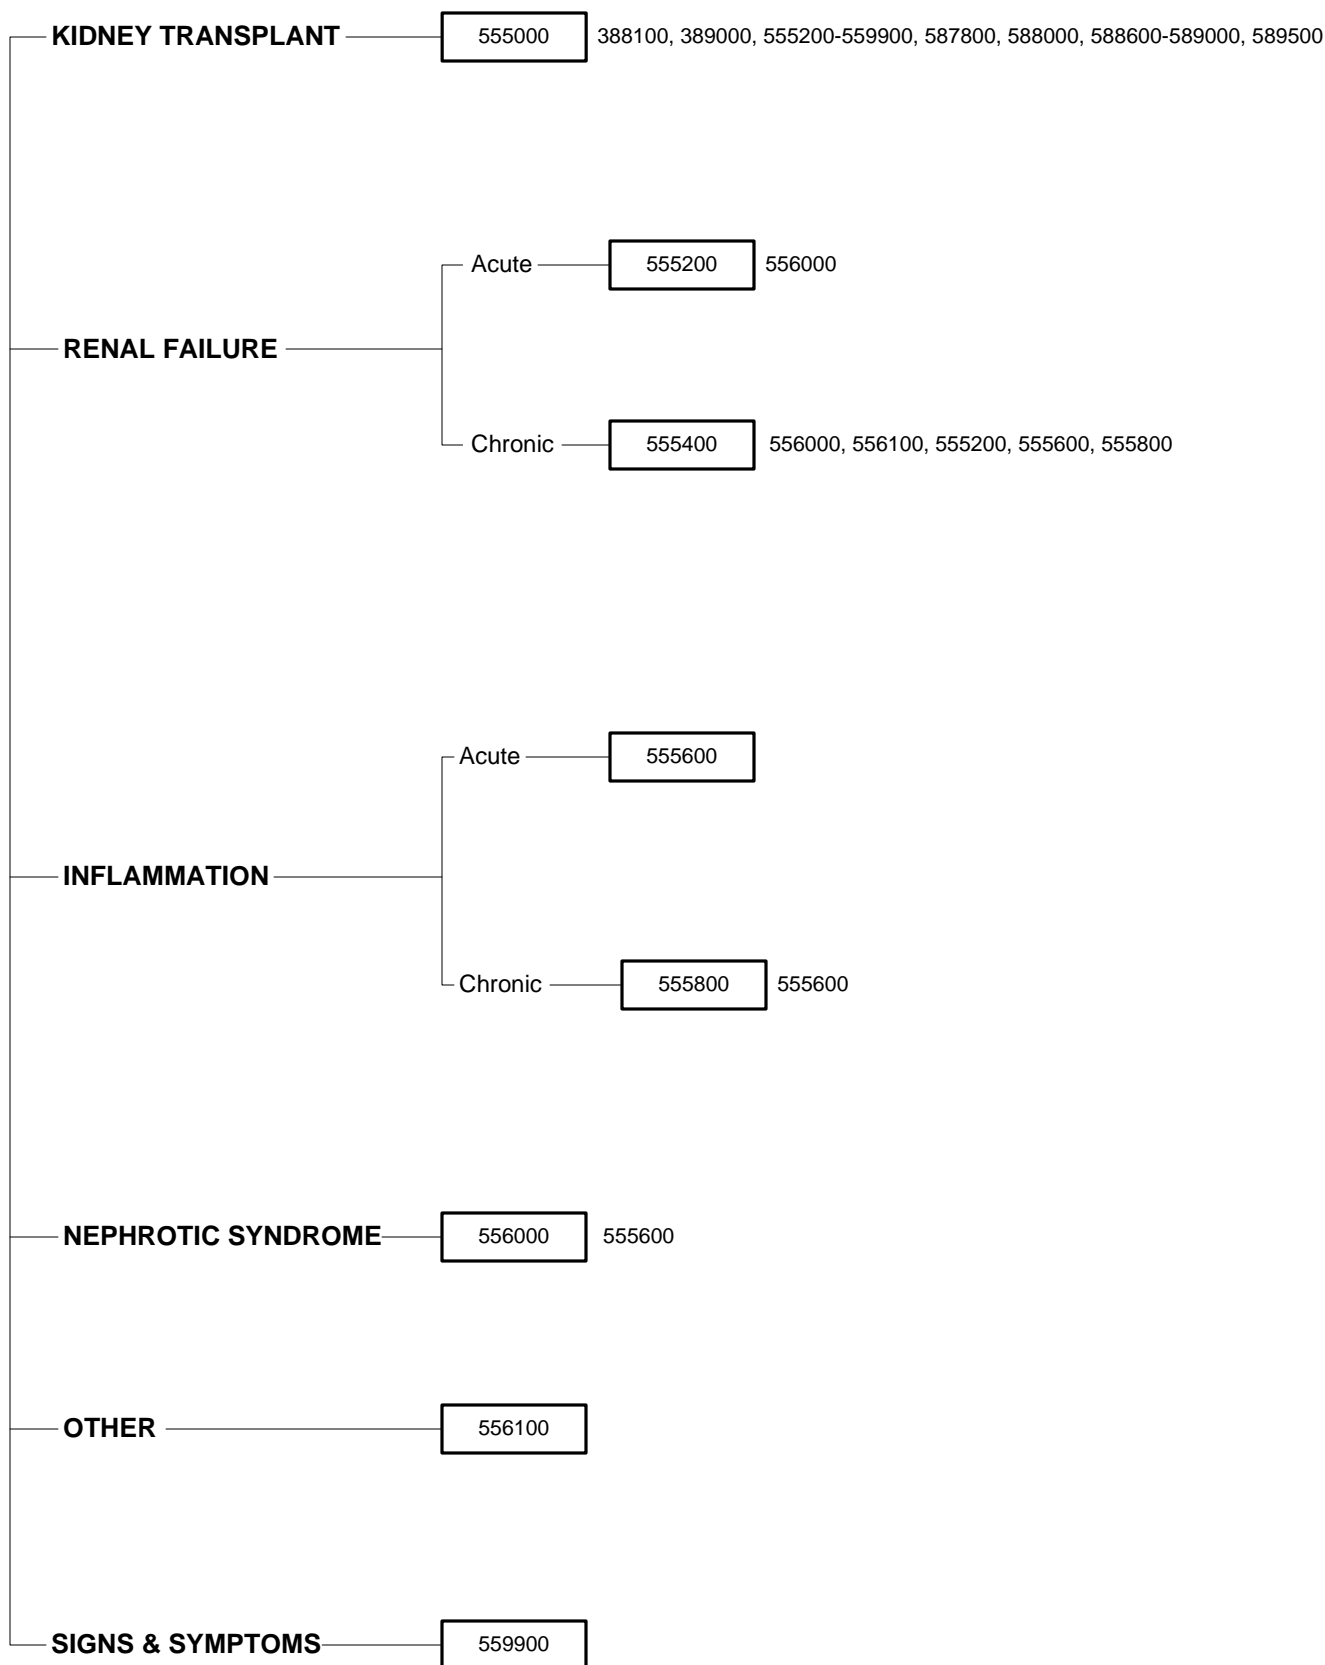 KIDNEY TRANSPLANT 555000 388100, 389000, 555200-559900, 587800, 588000, 588600-589000, 589500
Acute 555200 556000
RENAL FAILURE
Chronic 555400 556000, 556100, 555200, 555600, 555800
Acute 555600
INFLAMMATION
Chronic 555800 555600
NEPHROTIC SYNDROME 556000 555600
OTHER 556100
SIGNS & SYMPTOMS 559900